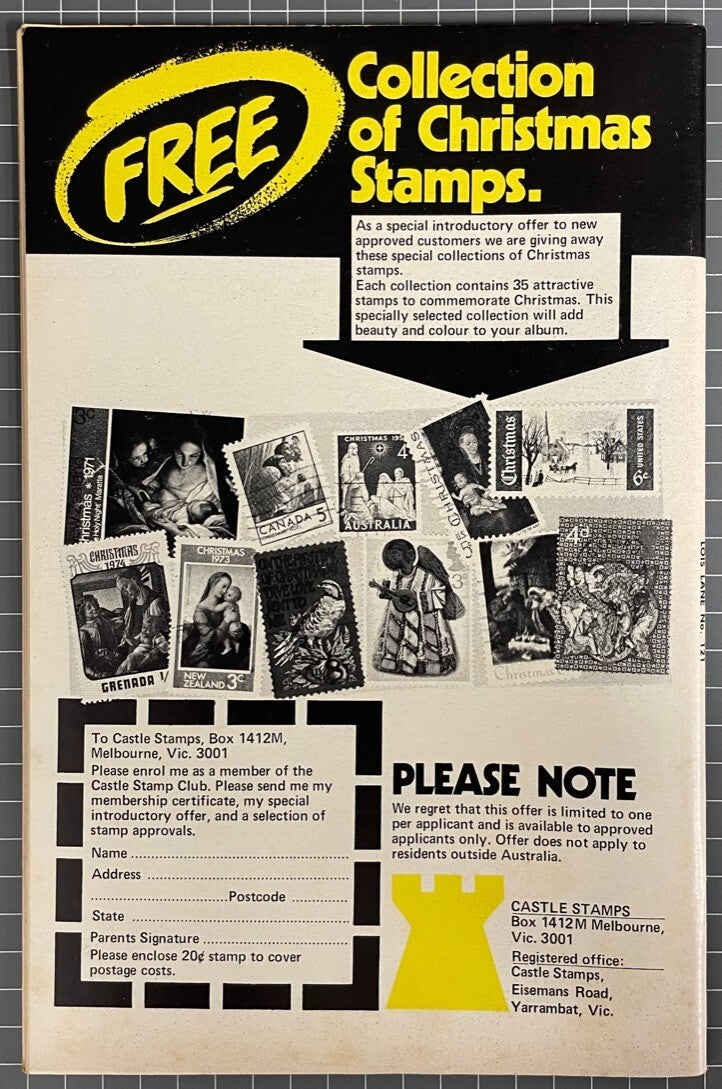 FREE
Collection
of Christmas
Stamps.
As a special introductory offer to new
approved customers we are giving away
these special collections of Christmas
stamps.
Each collection contains 35 attractive
stamps to commemorate Christmas. This
specially selected collection will add
beauty and colour to your album.
3c
Christmas * 1971
Holy Night Maratta
CANADA 5
CHRISTMAS
4
AUSTRALIA
CHRISTMAS
Christmas
UNITED STATES
6c
CHRISTMAS
1974
GRENADA 1/
CHRISTMAS
1973
NEW
ZEALAND 3c
8
3
4d
Christmas
LOIS LANE No. 121
To Castle Stamps, Box 1412M,
Melbourne, Vic. 3001
Please enrol me as a member of the
Castle Stamp Club. Please send me my
membership certificate, my special
introductory offer, and a selection of
stamp approvals.
Name
Address
Postcode
State
Parents Signature
Please enclose 20¢ stamp to cover
postage costs.
PLEASE NOTE
We regret that this offer is limited to one
per applicant and is available to approved
applicants only. Offer does not apply to
residents outside Australia.
CASTLE STAMPS
Box 1412M Melbourne,
Vic. 3001
Registered office:
Castle Stamps,
Eisemans Road,
Yarrambat, Vic.